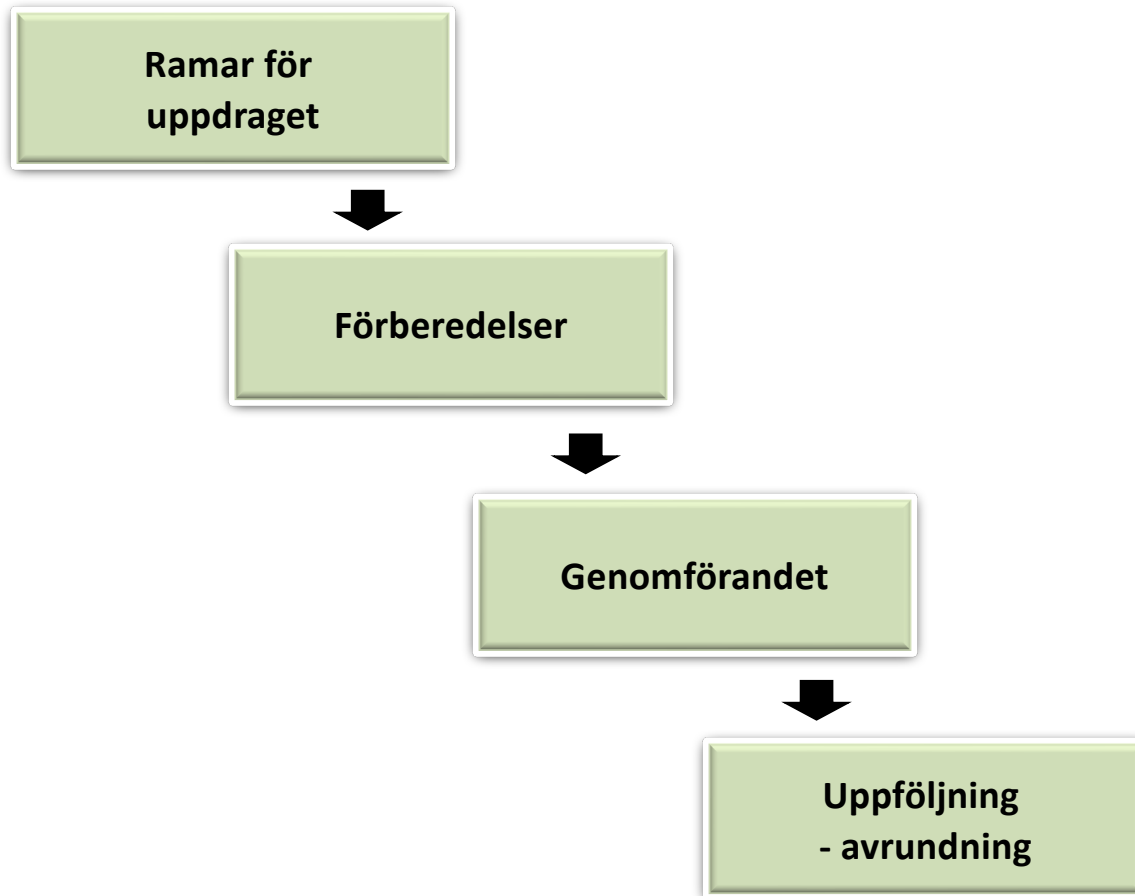 Ramar för
uppdraget
Förberedelser
Genomförandet
Uppföljning
- avrundning